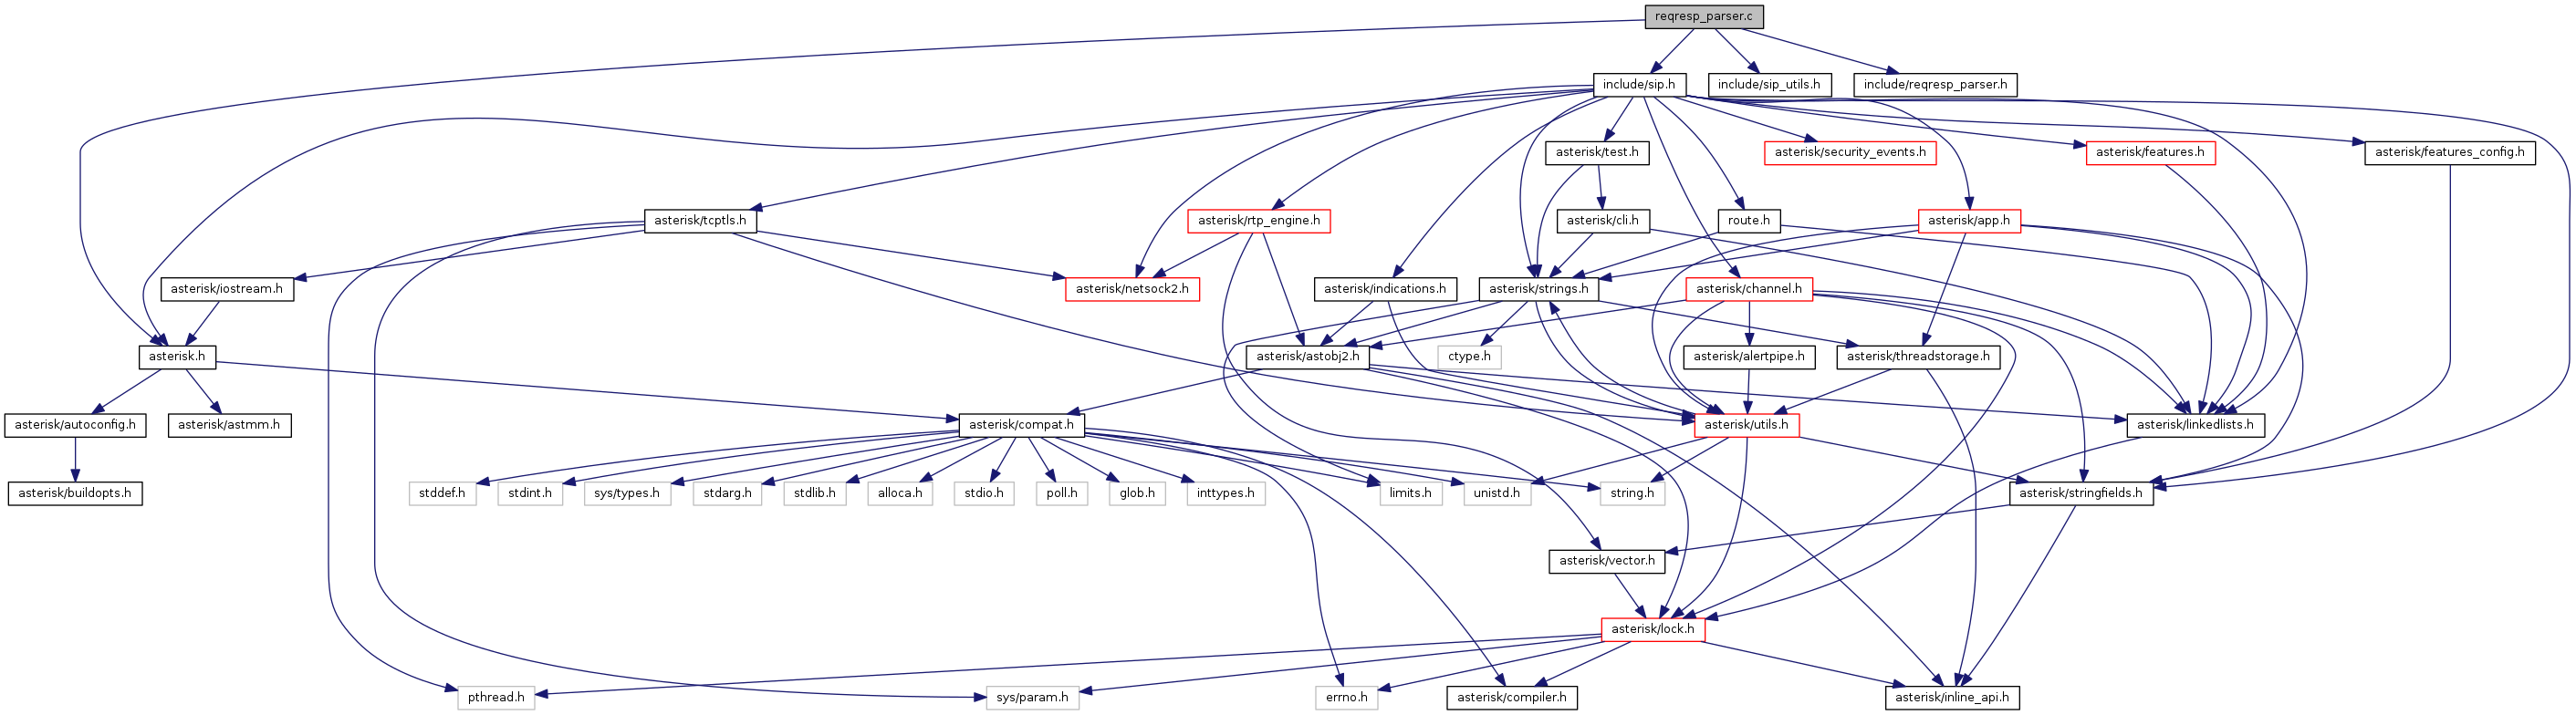 reqresp_parser.c
include/sip.h
include/sip_utils.h
include/reqresp_parser.h
asterisk/test.h
asterisk/security_events.h
asterisk/features.h
asterisk/features_config.h
asterisk/tcptls.h
asterisk/rtp_engine.h
asterisk/cli.h
route.h
asterisk/app.h
asterisk/iostream.h
asterisk/netsock2.h
asterisk/indications.h
asterisk/strings.h
asterisk/channel.h
asterisk.h
asterisk/astobj2.h
ctype.h
asterisk/alertpipe.h
asterisk/threadstorage.h
asterisk/autoconfig.h
asterisk/astmm.h
asterisk/compat.h
asterisk/utils.h
asterisk/linkedlists.h
asterisk/buildopts.h
stddef.h
stdint.h
sys/types.h
stdarg.h
stdlib.h
alloca.h
stdio.h
poll.h
glob.h
inttypes.h
limits.h
unistd.h
string.h
asterisk/stringfields.h
asterisk/vector.h
asterisk/lock.h
pthread.h
sys/param.h
errno.h
asterisk/compiler.h
asterisk/inline_api.h